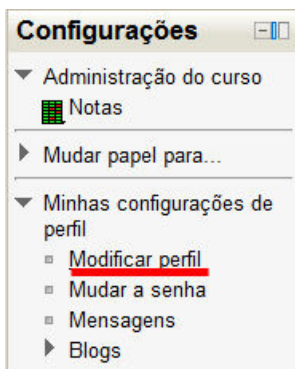 Configurações
Administração do curso
Notas
Mudar papel para...
Minhas configurações de
perfil
Modificar perfil
Mudar a senha
Mensagens
Blogs